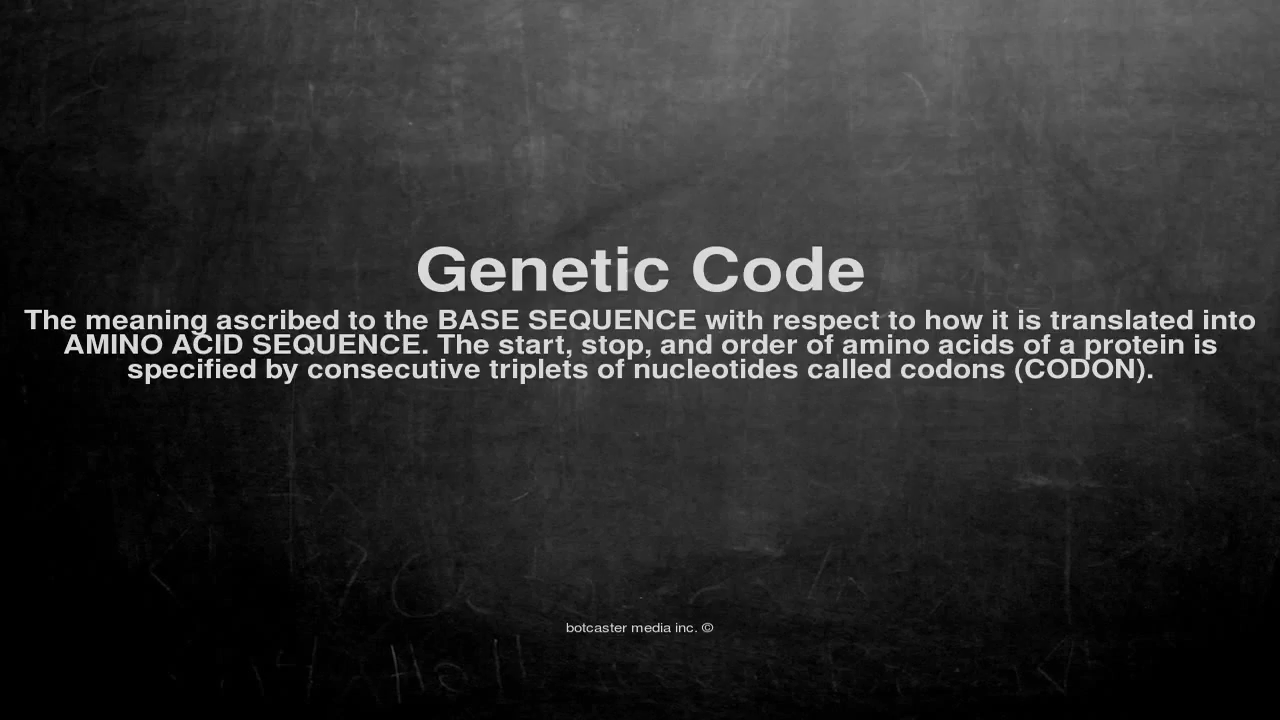 Genetic Code
The meaning ascribed to the BASE SEQUENCE with respect to how it is translated into
AMINO ACID SEQUENCE. The start, stop, and order of amino acids of a protein is
specified by consecutive triplets of nucleotides called codons (CODON).
botcaster media inc. ©